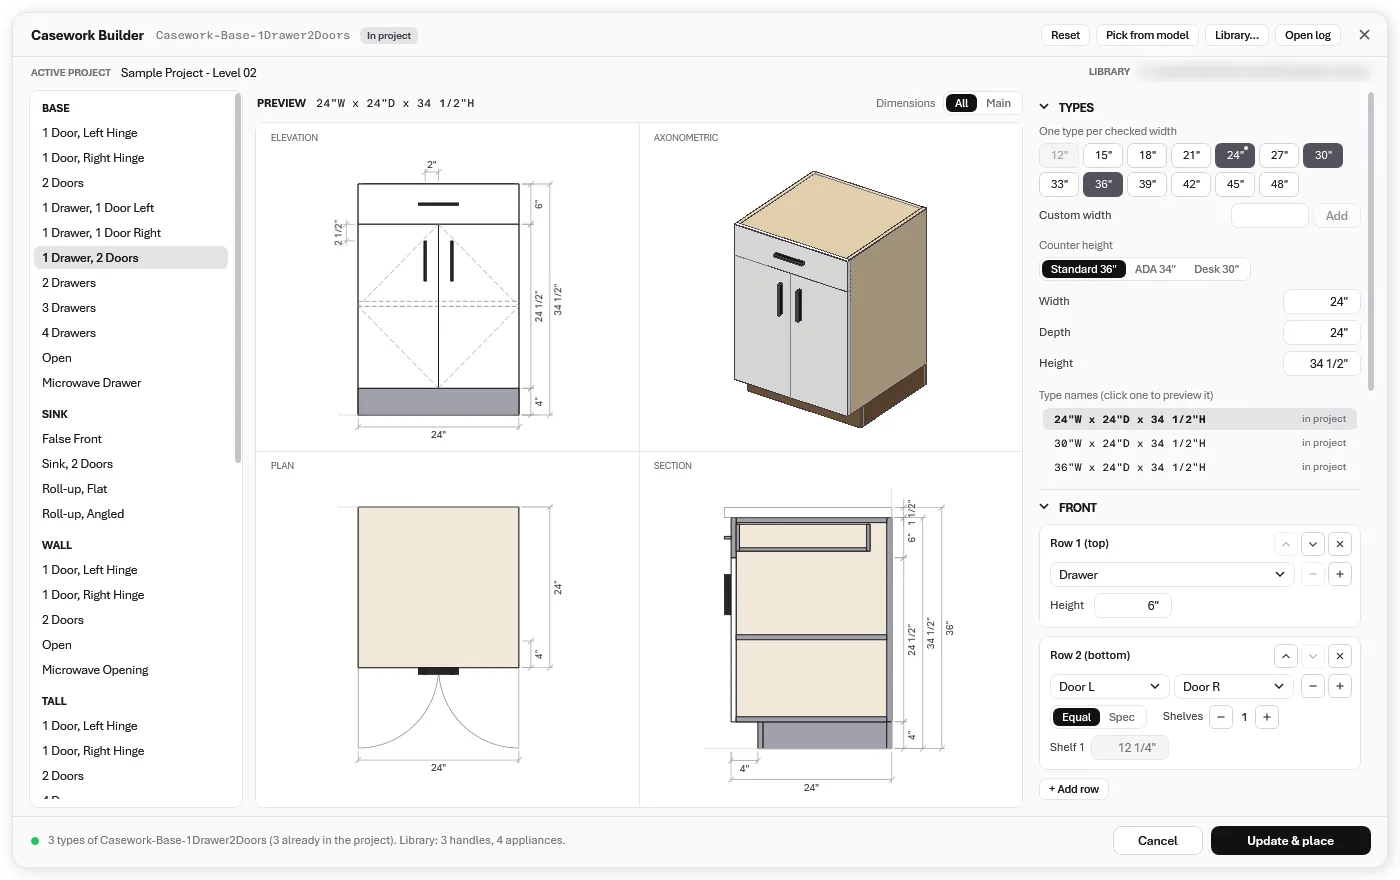 Casework Builder Casework-Base-1Drawer2Doors In project Reset Pick from model Library... Open log
ACTIVE PROJECT Sample Project - Level 02 LIBRARY
BASE
1 Door, Left Hinge
1 Door, Right Hinge
2 Doors
1 Drawer, 1 Door Left
1 Drawer, 1 Door Right
1 Drawer, 2 Doors
2 Drawers
3 Drawers
4 Drawers
Open
Microwave Drawer
SINK
False Front
Sink, 2 Doors
Roll-up, Flat
Roll-up, Angled
WALL
1 Door, Left Hinge
1 Door, Right Hinge
2 Doors
Open
Microwave Opening
TALL
1 Door, Left Hinge
1 Door, Right Hinge
2 Doors
PREVIEW 24"W x 24"D x 34 1/2"H Dimensions All Main
ELEVATION
2"
6"
2 1/2"
24 1/2"
34 1/2"
4"
24"
AXONOMETRIC
PLAN
24"
4"
24"
SECTION
1 1/2"
6"
24 1/2"
34 1/2"
36"
4"
4"
24"
TYPES
One type per checked width
12" 15" 18" 21" 24" 27" 30"
33" 36" 39" 42" 45" 48"
Custom width Add
Counter height
Standard 36" ADA 34" Desk 30"
Width 24"
Depth 24"
Height 34 1/2"
Type names (click one to preview it)
24"W x 24"D x 34 1/2"H in project
30"W x 24"D x 34 1/2"H in project
36"W x 24"D x 34 1/2"H in project
FRONT
Row 1 (top)
Drawer
Height 6"
Row 2 (bottom)
Door L Door R
Equal Spec Shelves 1
Shelf 1 12 1/4"
+ Add row
3 types of Casework-Base-1Drawer2Doors (3 already in the project). Library: 3 handles, 4 appliances. Cancel Update & place